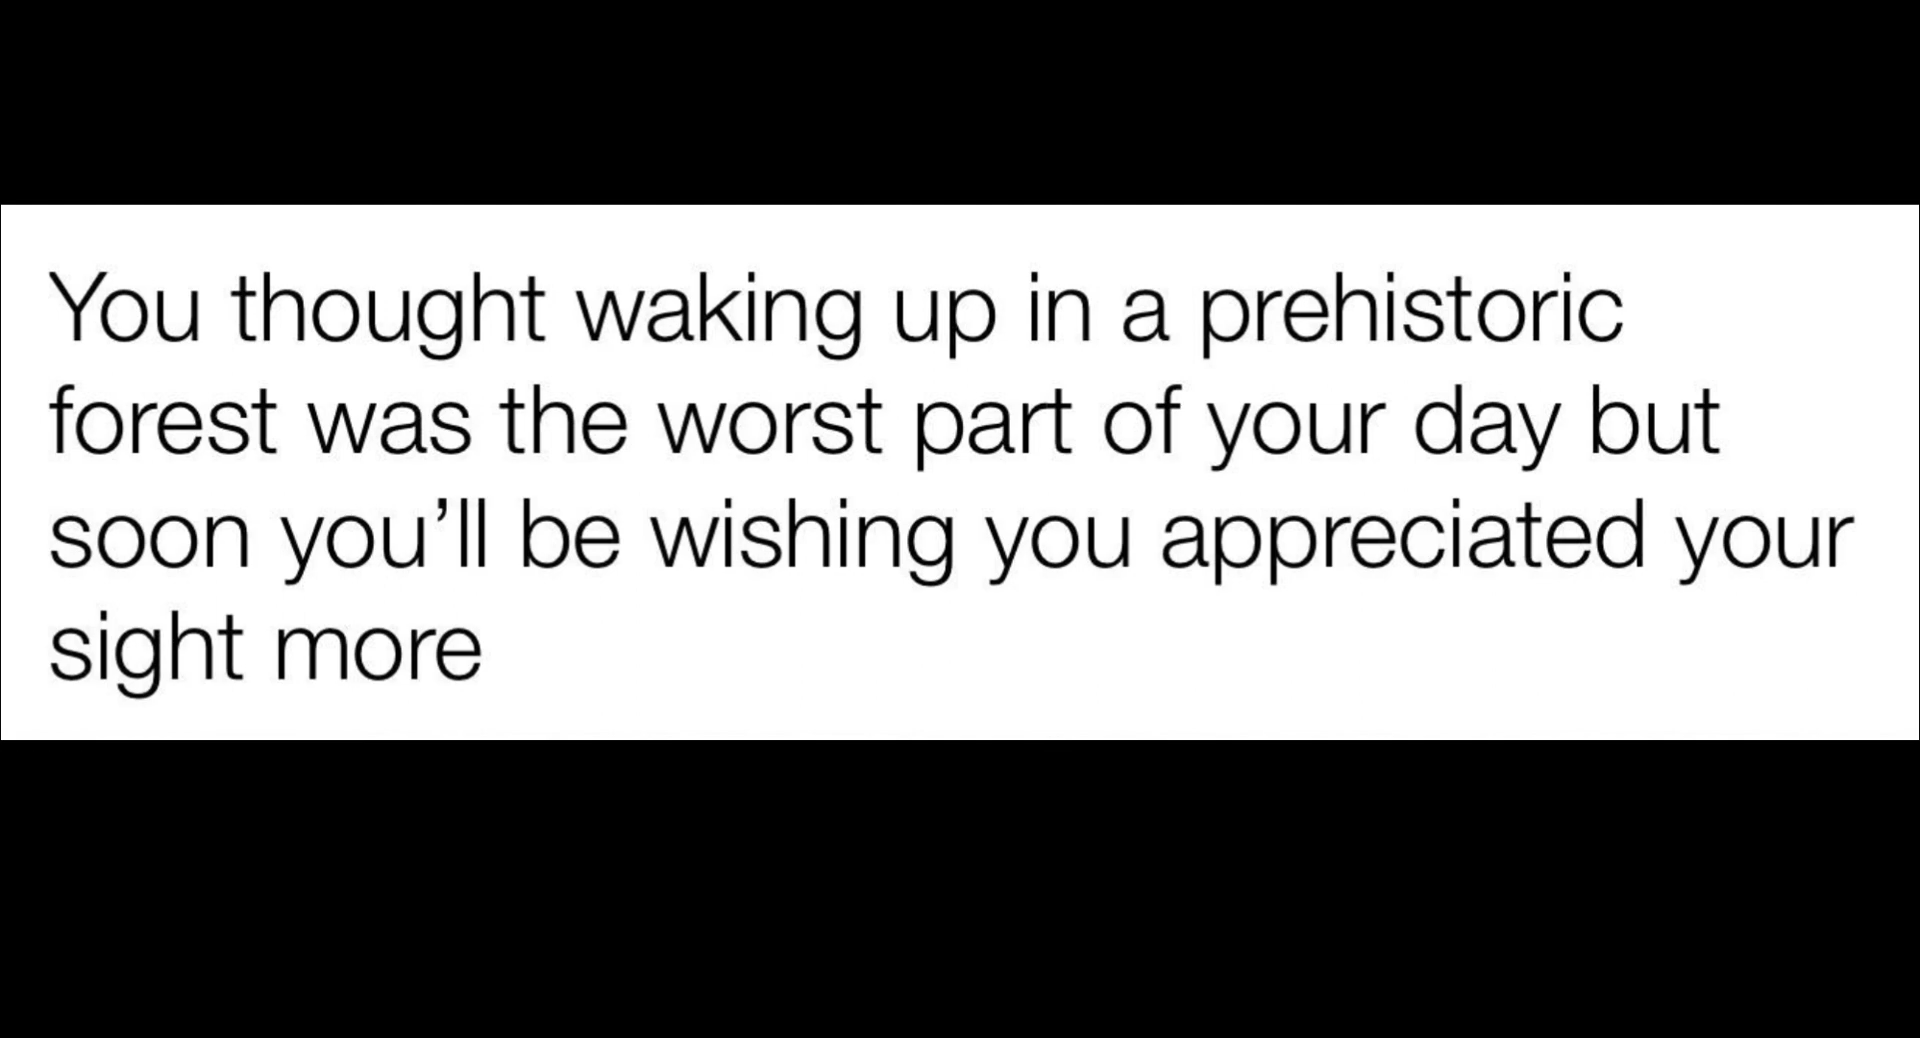 You thought waking up in a prehistoric
forest was the worst part of your day but
soon you’ll be wishing you appreciated your
sight more